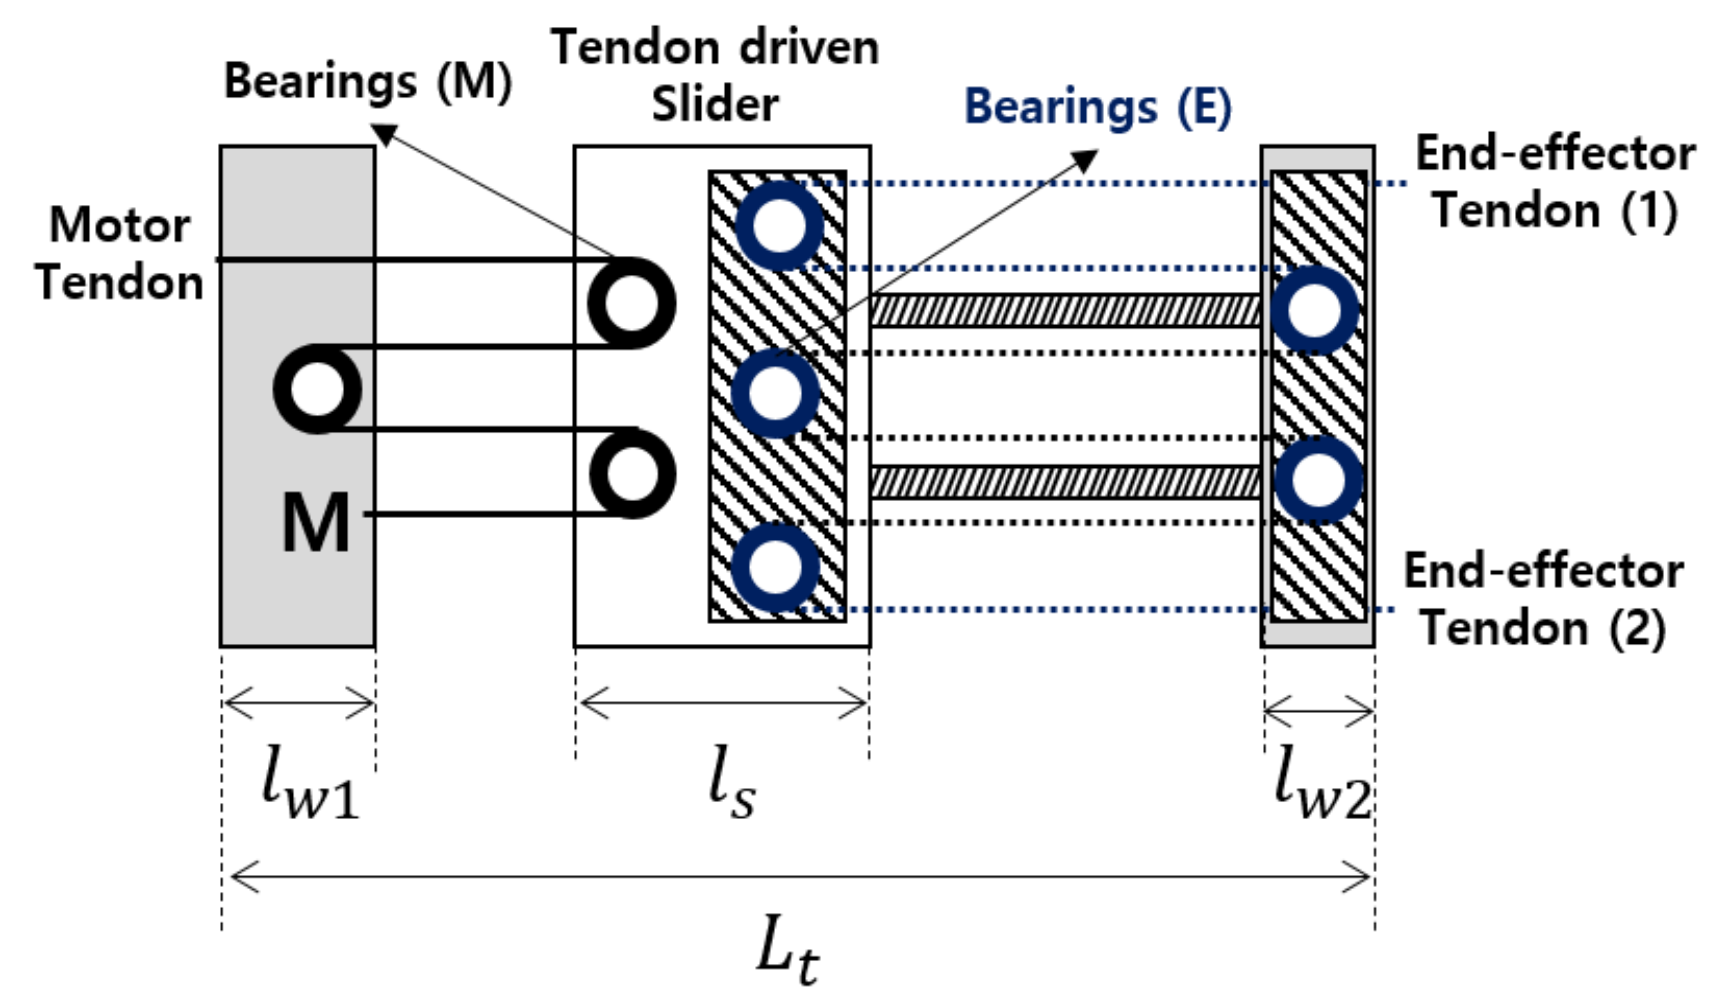 Tendon driven
Slider
Bearings (M)
Bearings (E)
End-effector
Tendon (1)
Motor
Tendon
M
End-effector
Tendon (2)
l_{w1}
l_s
l_{w2}
L_t